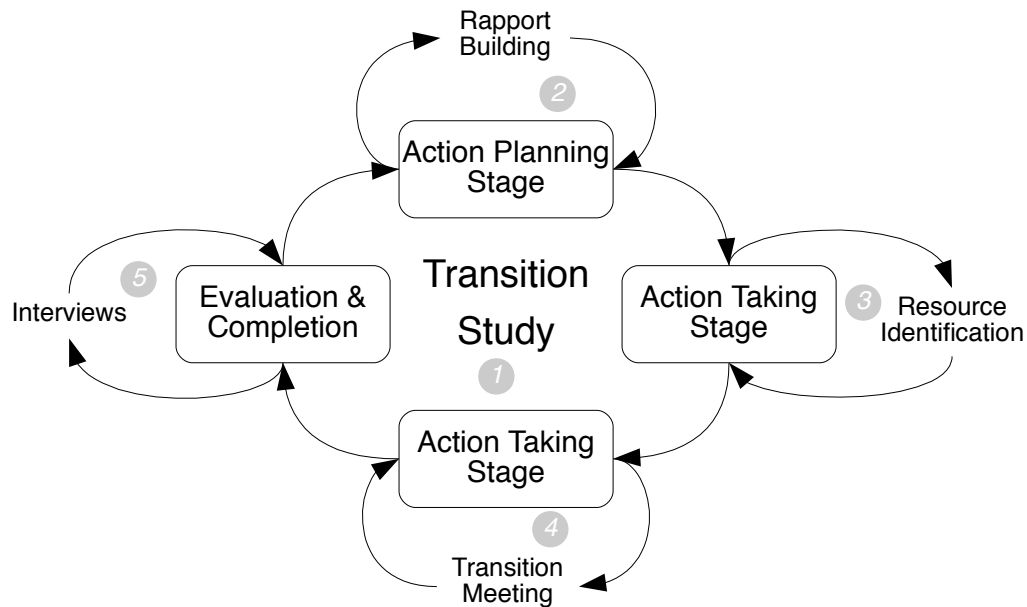 Rapport
Building
2
Action Planning
Stage
Transition
Study
1
5
Interviews
Evaluation &
Completion
Action Taking
Stage
3
Resource
Identification
Action Taking
Stage
4
Transition
Meeting